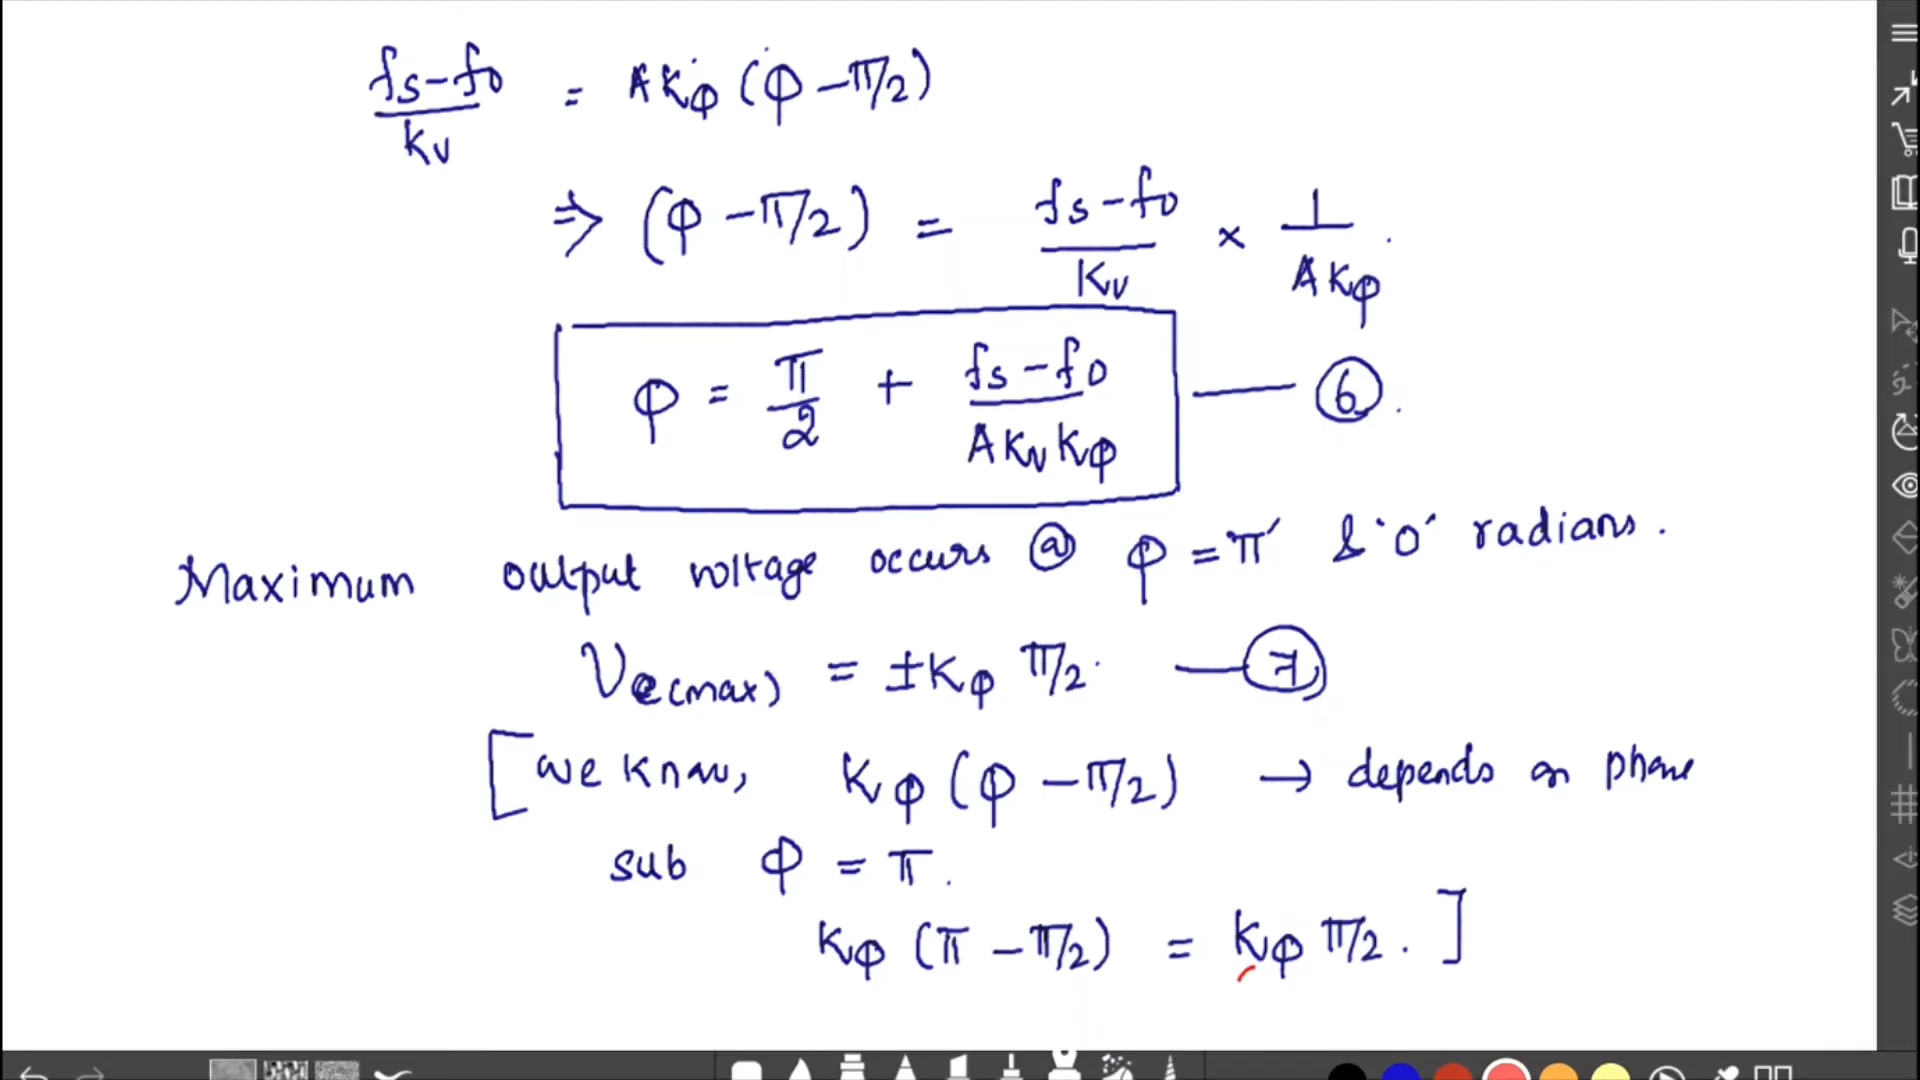 fs-fo/Kv = AKφ (φ-π/2)
⇒ (φ-π/2) = fs-fo/Kv × 1/AKφ
φ = π/2 + fs-fo/AKvKφ — 6
Maximum output voltage occurs @ φ = π & '0' radians.
Ve(max) = ±Kφ π/2. — 7
[we know, Kφ (φ-π/2) → depends on phase
sub φ = π.
Kφ (π-π/2) = Kφ π/2. ]